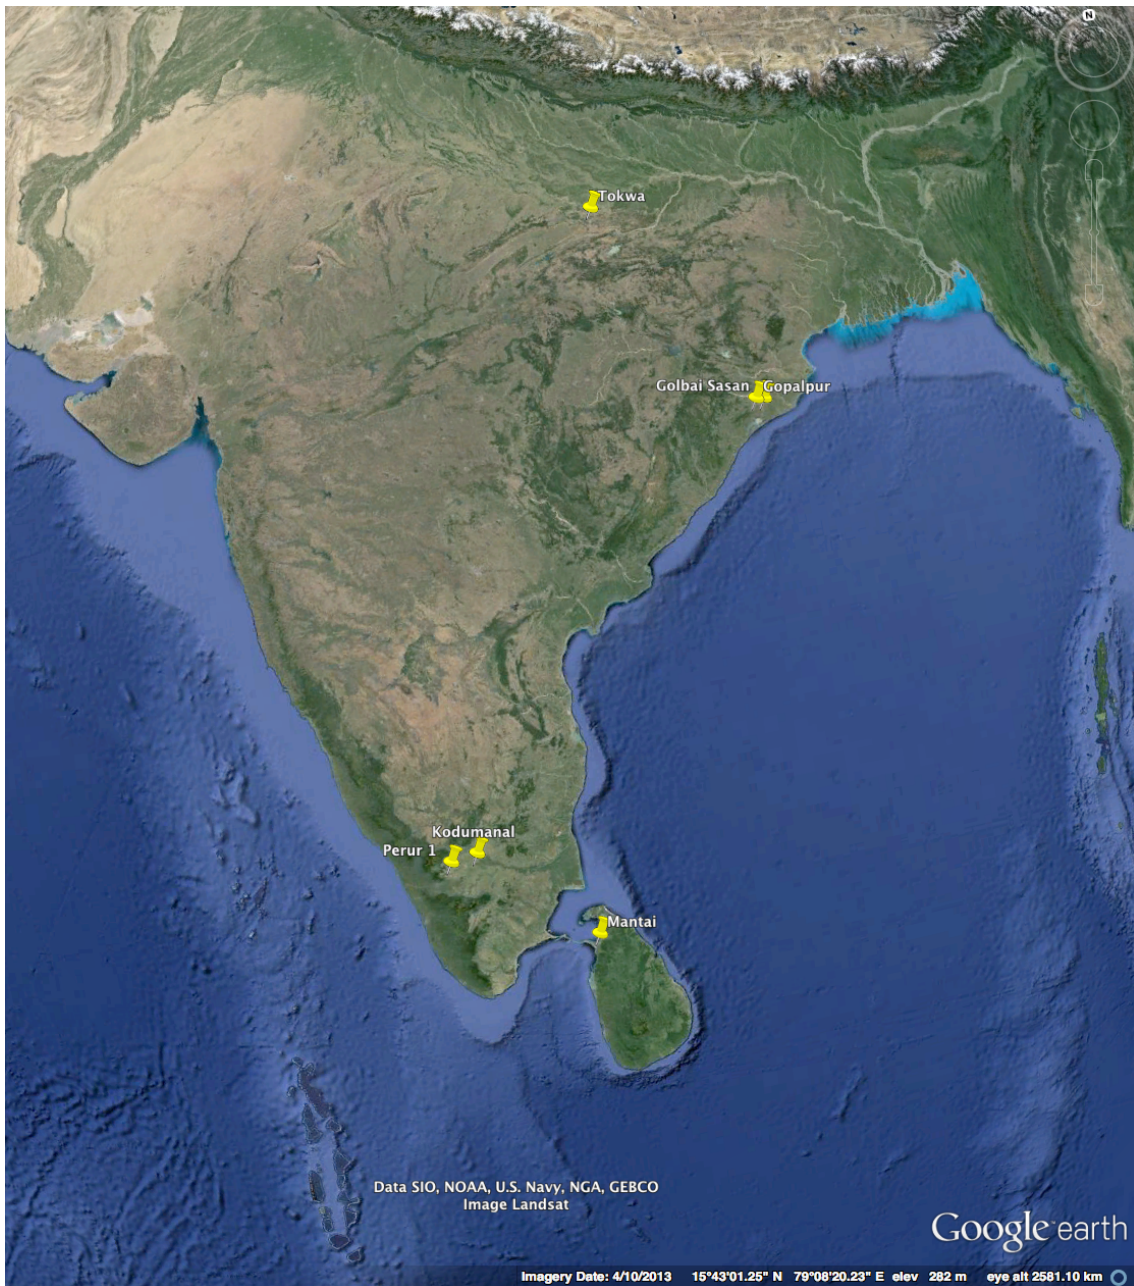 N
Tokwa
Golbai Sasan Gopalpur
Kodumanal
Perur 1
Mantai
Data SIO, NOAA, U.S. Navy, NGA, GEBCO
Image Landsat
Google earth
Imagery Date: 4/10/2013 15°43'01.25" N 79°08'20.23" E elev 282 m eye alt 2581.10 km